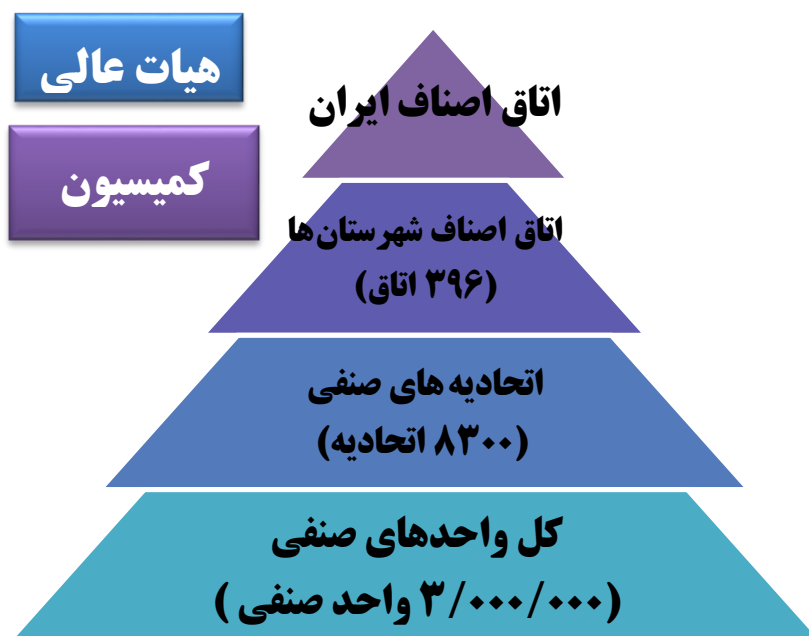 هیات عالی
کمیسیون
اتاق اصناف ایران
اتاق اصناف شهرستان‌ها
(۳۹۶ اتاق)
اتحادیه های صنفی
(۸۳۰۰ اتحادیه)
کل واحدهای صنفی
(۳/۰۰۰/۰۰۰ واحد صنفی )